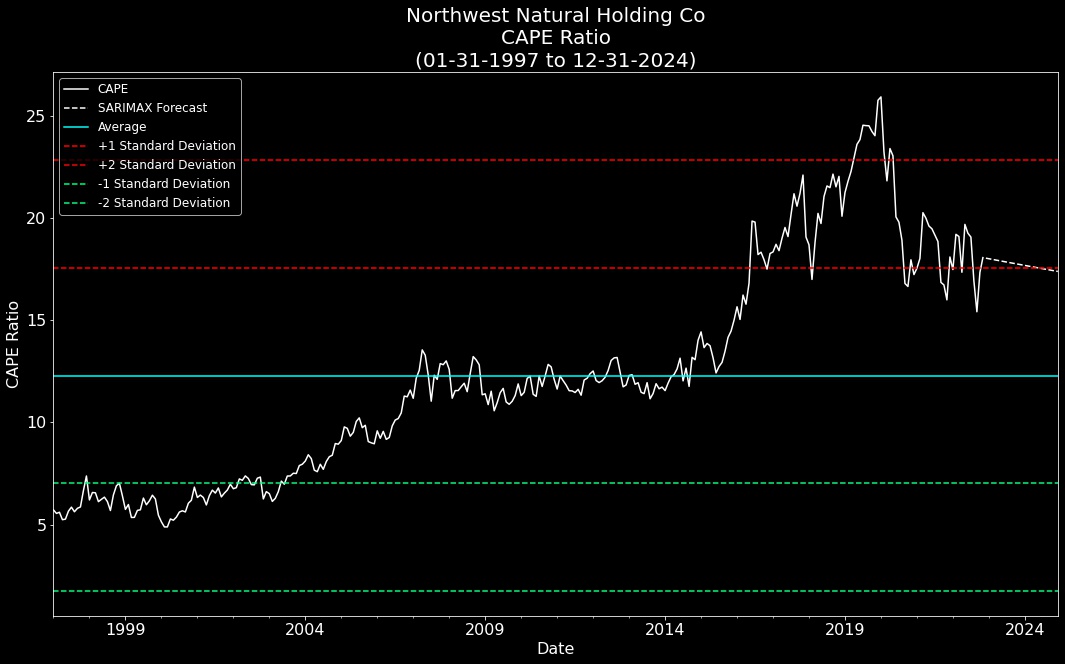 Northwest Natural Holding Co
CAPE Ratio
(01-31-1997 to 12-31-2024)
CAPE
SARIMAX Forecast
Average
+1 Standard Deviation
+2 Standard Deviation
-1 Standard Deviation
-2 Standard Deviation
25
20
15
10
5
CAPE Ratio
1999
2004
2009
2014
2019
2024
Date